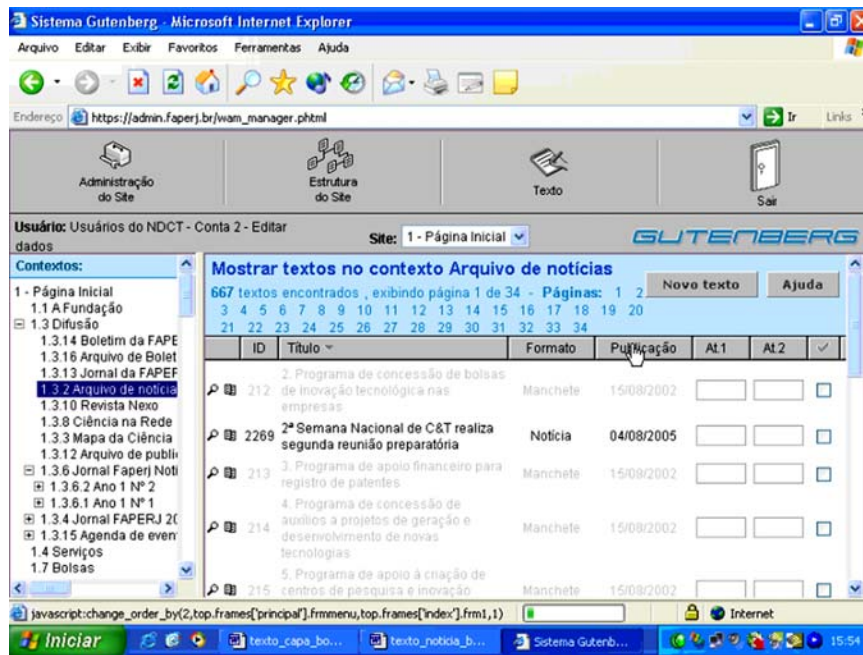 Sistema Gutenberg - Microsoft Internet Explorer
Arquivo Editar Exibir Favoritos Ferramentas Ajuda
Endereço https://admin.faperj.br/wam_manager.phtml Ir Links
Administração
do Site
Estrutura
do Site
Texto
Sair
Usuário: Usuários do NDCT - Conta 2 - Editar
dados
Site: 1 - Página Inicial
GUTENBERG
Contextos:
1 - Página Inicial
1.1 A Fundação
1.3 Difusão
1.3.14 Boletim da FAPE
1.3.16 Arquivo de Bolet
1.3.13 Jornal da FAPER
1.3.2 Arquivo de notícia
1.3.10 Revista Nexo
1.3.8 Ciência na Rede
1.3.3 Mapa da Ciência
1.3.12 Arquivo de publi
1.3.6 Jornal Faperj Noti
1.3.6.2 Ano 1 Nº 2
1.3.6.1 Ano 1 Nº 1
1.3.4 Jornal FAPERJ 20
1.3.15 Agenda de even
1.4 Serviços
1.7 Bolsas
Mostrar textos no contexto Arquivo de notícias
667 textos encontrados , exibindo página 1 de 34 - Páginas: 1 2
3 4 5 6 7 8 9 10 11 12 13 14 15 16 17 18 19 20
21 22 23 24 25 26 27 28 29 30 31 32 33 34
Novo texto
Ajuda
ID Título Formato Publicação At.1 At.2
212 2. Programa de concessão de bolsas
de inovação tecnológica nas
empresas
Manchete 15/08/2002
2269 2ª Semana Nacional de C&T realiza
segunda reunião preparatória
Notícia 04/08/2005
213 3. Programa de apoio financeiro para
registro de patentes
Manchete 15/08/2002
214 4. Programa de concessão de
auxílios a projetos de geração e
desenvolvimento de novas
tecnologias
Manchete 15/08/2002
215 5. Programa de apoio à criação de
centros de pesquisa e inovação
Manchete 15/08/2002
javascript:change_order_by(2,top.frames['principal'].frmmenu,top.frames['index'].frm1,1) Internet
Iniciar texto_capa_bo... texto_noticia_b... Sistema Gutenb... 15:54